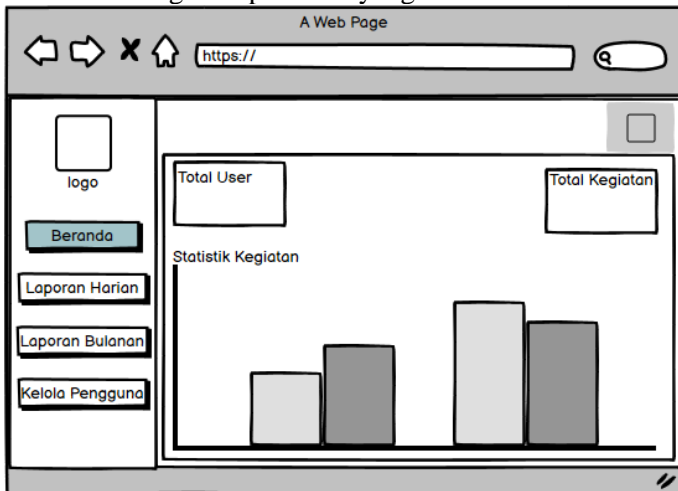 A Web Page
https://
logo
Beranda
Laporan Harian
Laporan Bulanan
Kelola Pengguna
Total User
Total Kegiatan
Statistik Kegiatan